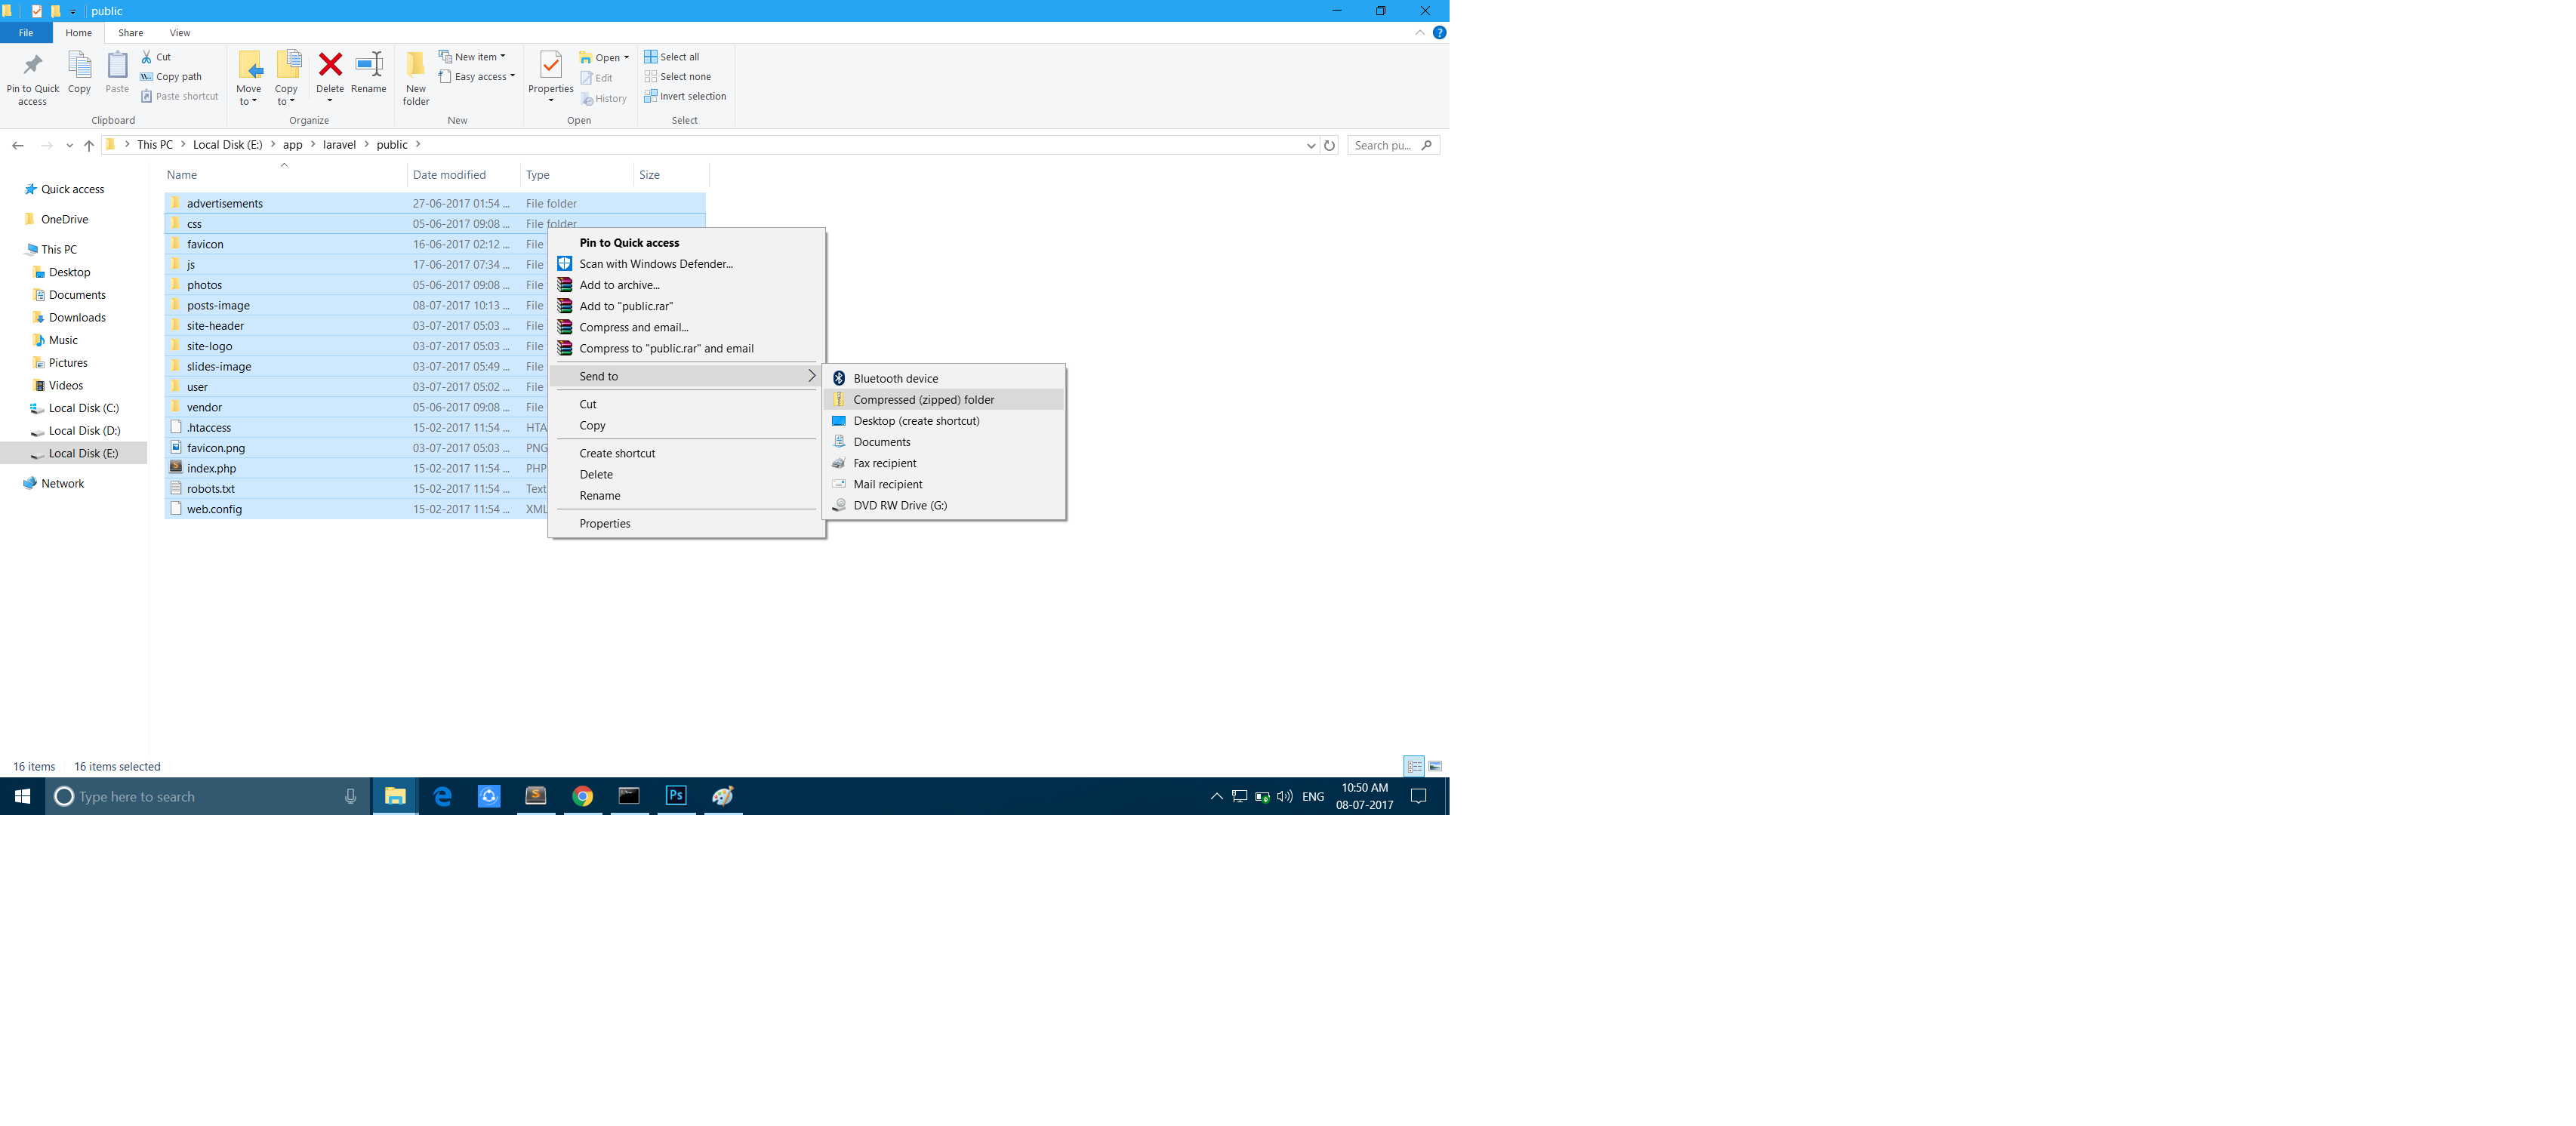 public
File Home Share View
Pin to Quick access
Copy
Paste
Cut
Copy path
Paste shortcut
Clipboard
Move to
Copy to
Delete
Rename
Organize
New folder
New item
Easy access
New
Properties
Open
Edit
History
Open
Select all
Select none
Invert selection
Select
This PC Local Disk (E:) app laravel public
Search pu...
Quick access
OneDrive
This PC
Desktop
Documents
Downloads
Music
Pictures
Videos
Local Disk (C:)
Local Disk (D:)
Local Disk (E:)
Network
Name Date modified Type Size
advertisements 27-06-2017 01:54 ... File folder
css 05-06-2017 09:08 ... File folder
favicon 16-06-2017 02:12 ... File
js 17-06-2017 07:34 ... File
photos 05-06-2017 09:08 ... File
posts-image 08-07-2017 10:13 ... File
site-header 03-07-2017 05:03 ... File
site-logo 03-07-2017 05:03 ... File
slides-image 03-07-2017 05:49 ... File
user 03-07-2017 05:02 ... File
vendor 05-06-2017 09:08 ... File
.htaccess 15-02-2017 11:54 ... HTA
favicon.png 03-07-2017 05:03 ... PNG
index.php 15-02-2017 11:54 ... PHP
robots.txt 15-02-2017 11:54 ... Text
web.config 15-02-2017 11:54 ... XML
Pin to Quick access
Scan with Windows Defender...
Add to archive...
Add to "public.rar"
Compress and email...
Compress to "public.rar" and email
Send to
Cut
Copy
Create shortcut
Delete
Rename
Properties
Bluetooth device
Compressed (zipped) folder
Desktop (create shortcut)
Documents
Fax recipient
Mail recipient
DVD RW Drive (G:)
16 items 16 items selected
Type here to search
Ps
ENG
10:50 AM
08-07-2017